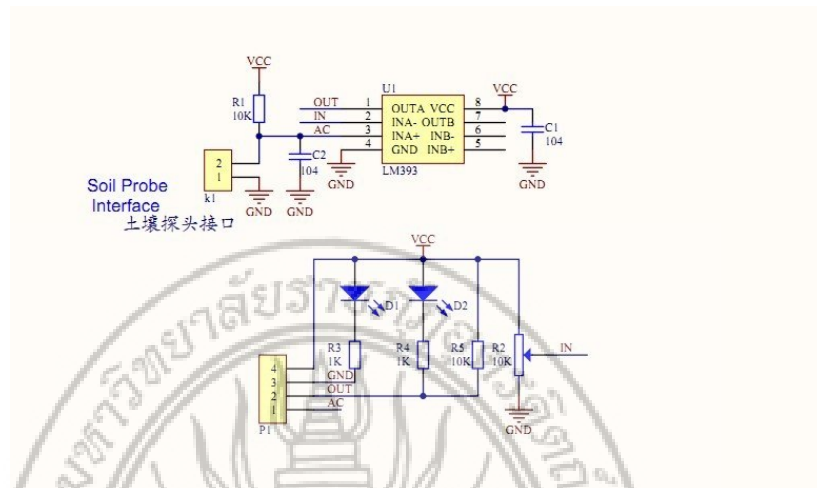 VCC
U1
VCC
R1
10K
OUT 1 OUTA VCC 8
IN 2 INA- OUTB 7
AC 3 INA+ INB- 6
4 GND INB+ 5
C1
104
C2
104
LM393
2
1
k1
GND
GND
GND
GND
Soil Probe
Interface
土壤探头接口
VCC
D1
D2
R3
1K
R4
1K
R5
10K
R2
10K
IN
4
3 GND
2 OUT
1 AC
P1
GND